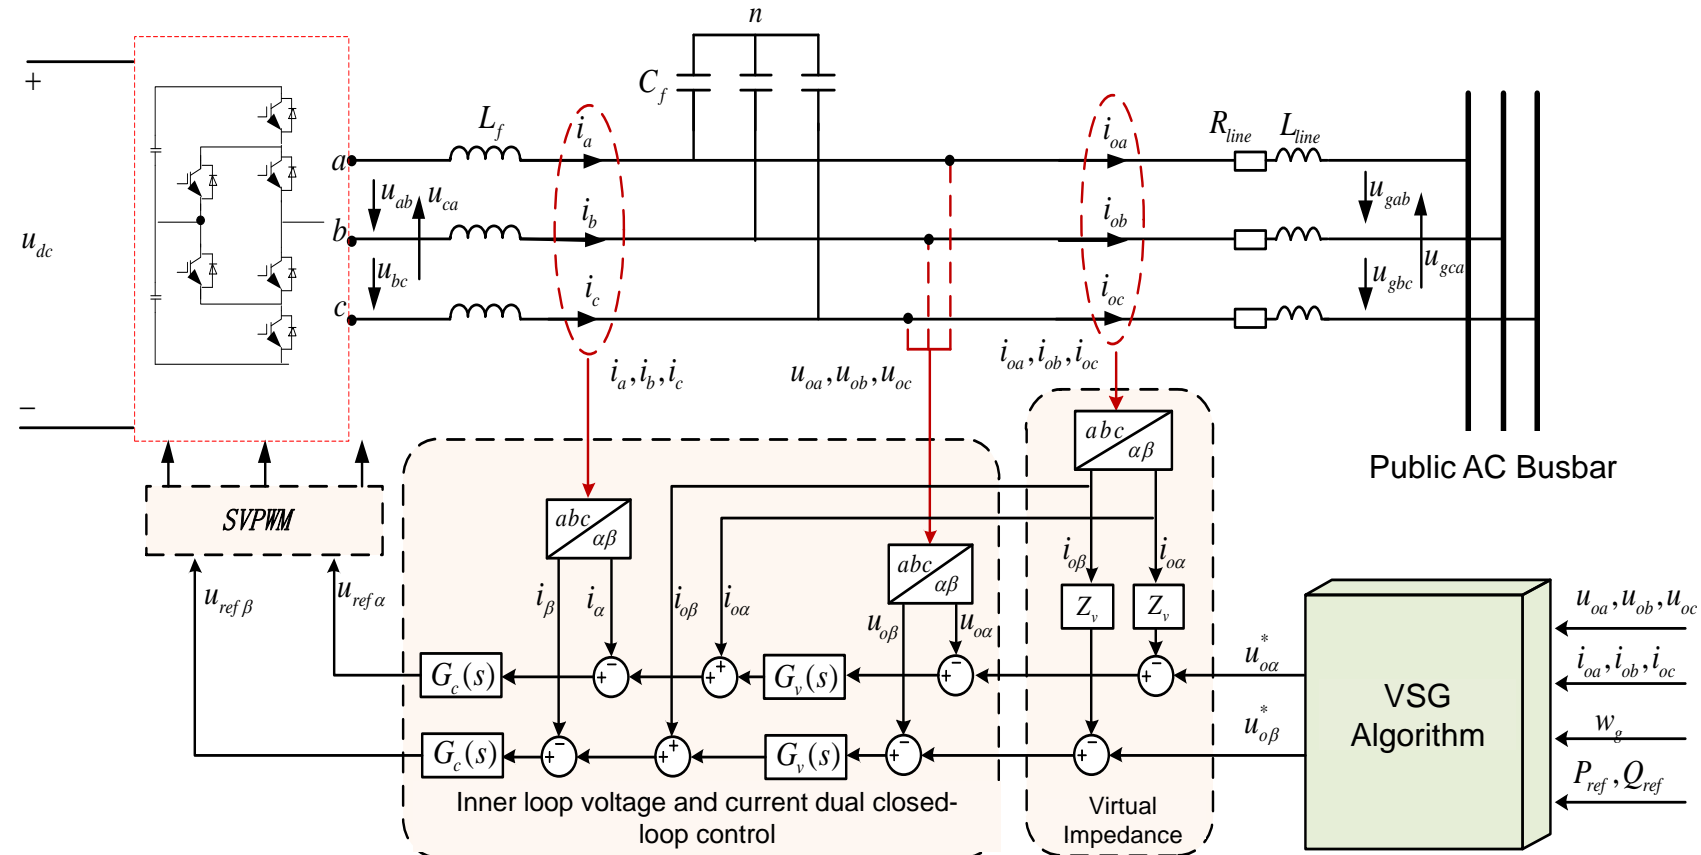 n
+
C_f
L_f
i_a
i_oa
R_line
L_line
a
u_ab
u_ca
i_b
i_ob
u_gab
u_dc
b
u_bc
u_gca
u_gbc
i_c
i_oc
c
i_a, i_b, i_c
u_oa, u_ob, u_oc
i_oa, i_ob, i_oc
−
abc
αβ
Public AC Busbar
SVPWM
abc
αβ
abc
αβ
i_oβ
i_oα
u_refβ
u_refα
i_β
i_α
i_oβ
i_oα
u_oβ
u_oα
Z_v
Z_v
u_oa, u_ob, u_oc
u*_oα
i_oa, i_ob, i_oc
G_c(s)
+
−
+
+
G_v(s)
+
−
+
−
VSG
Algorithm
u*_oβ
w_g
G_c(s)
+
−
+
+
G_v(s)
+
−
+
−
P_ref, Q_ref
Inner loop voltage and current dual closed-
loop control
Virtual
Impedance